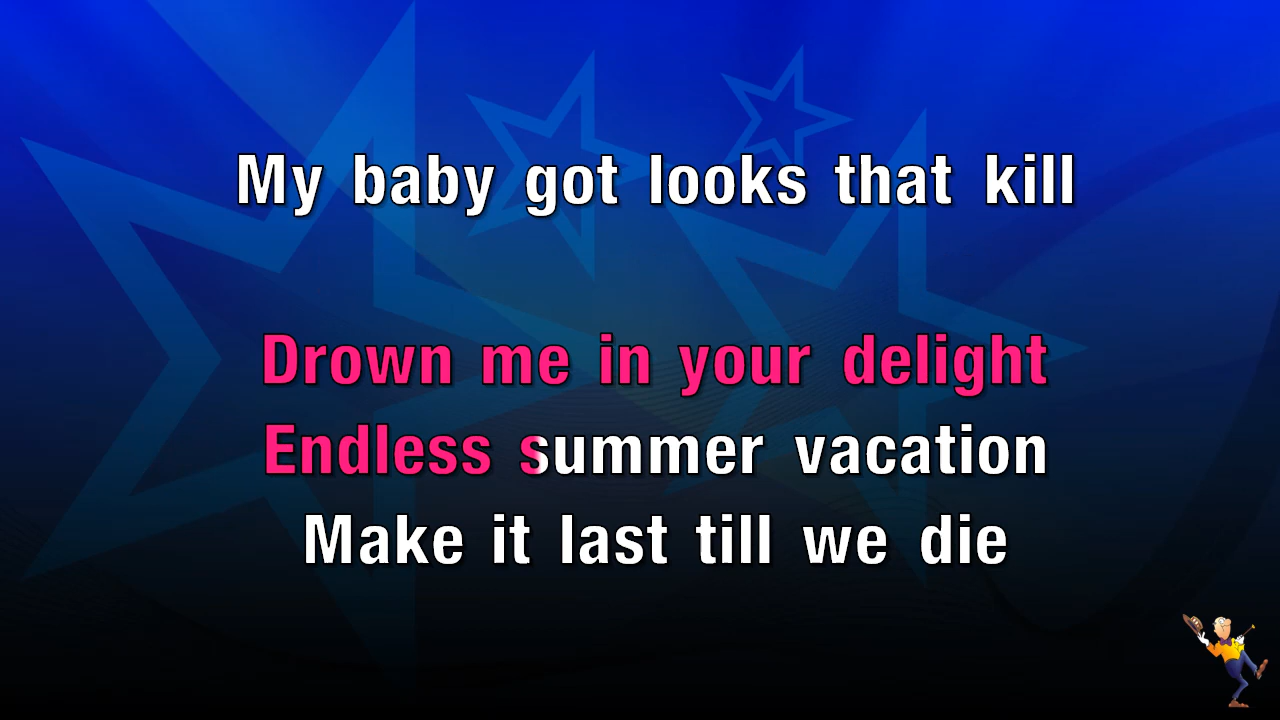 My baby got looks that kill
Drown me in your delight
Endless summer vacation
Make it last till we die